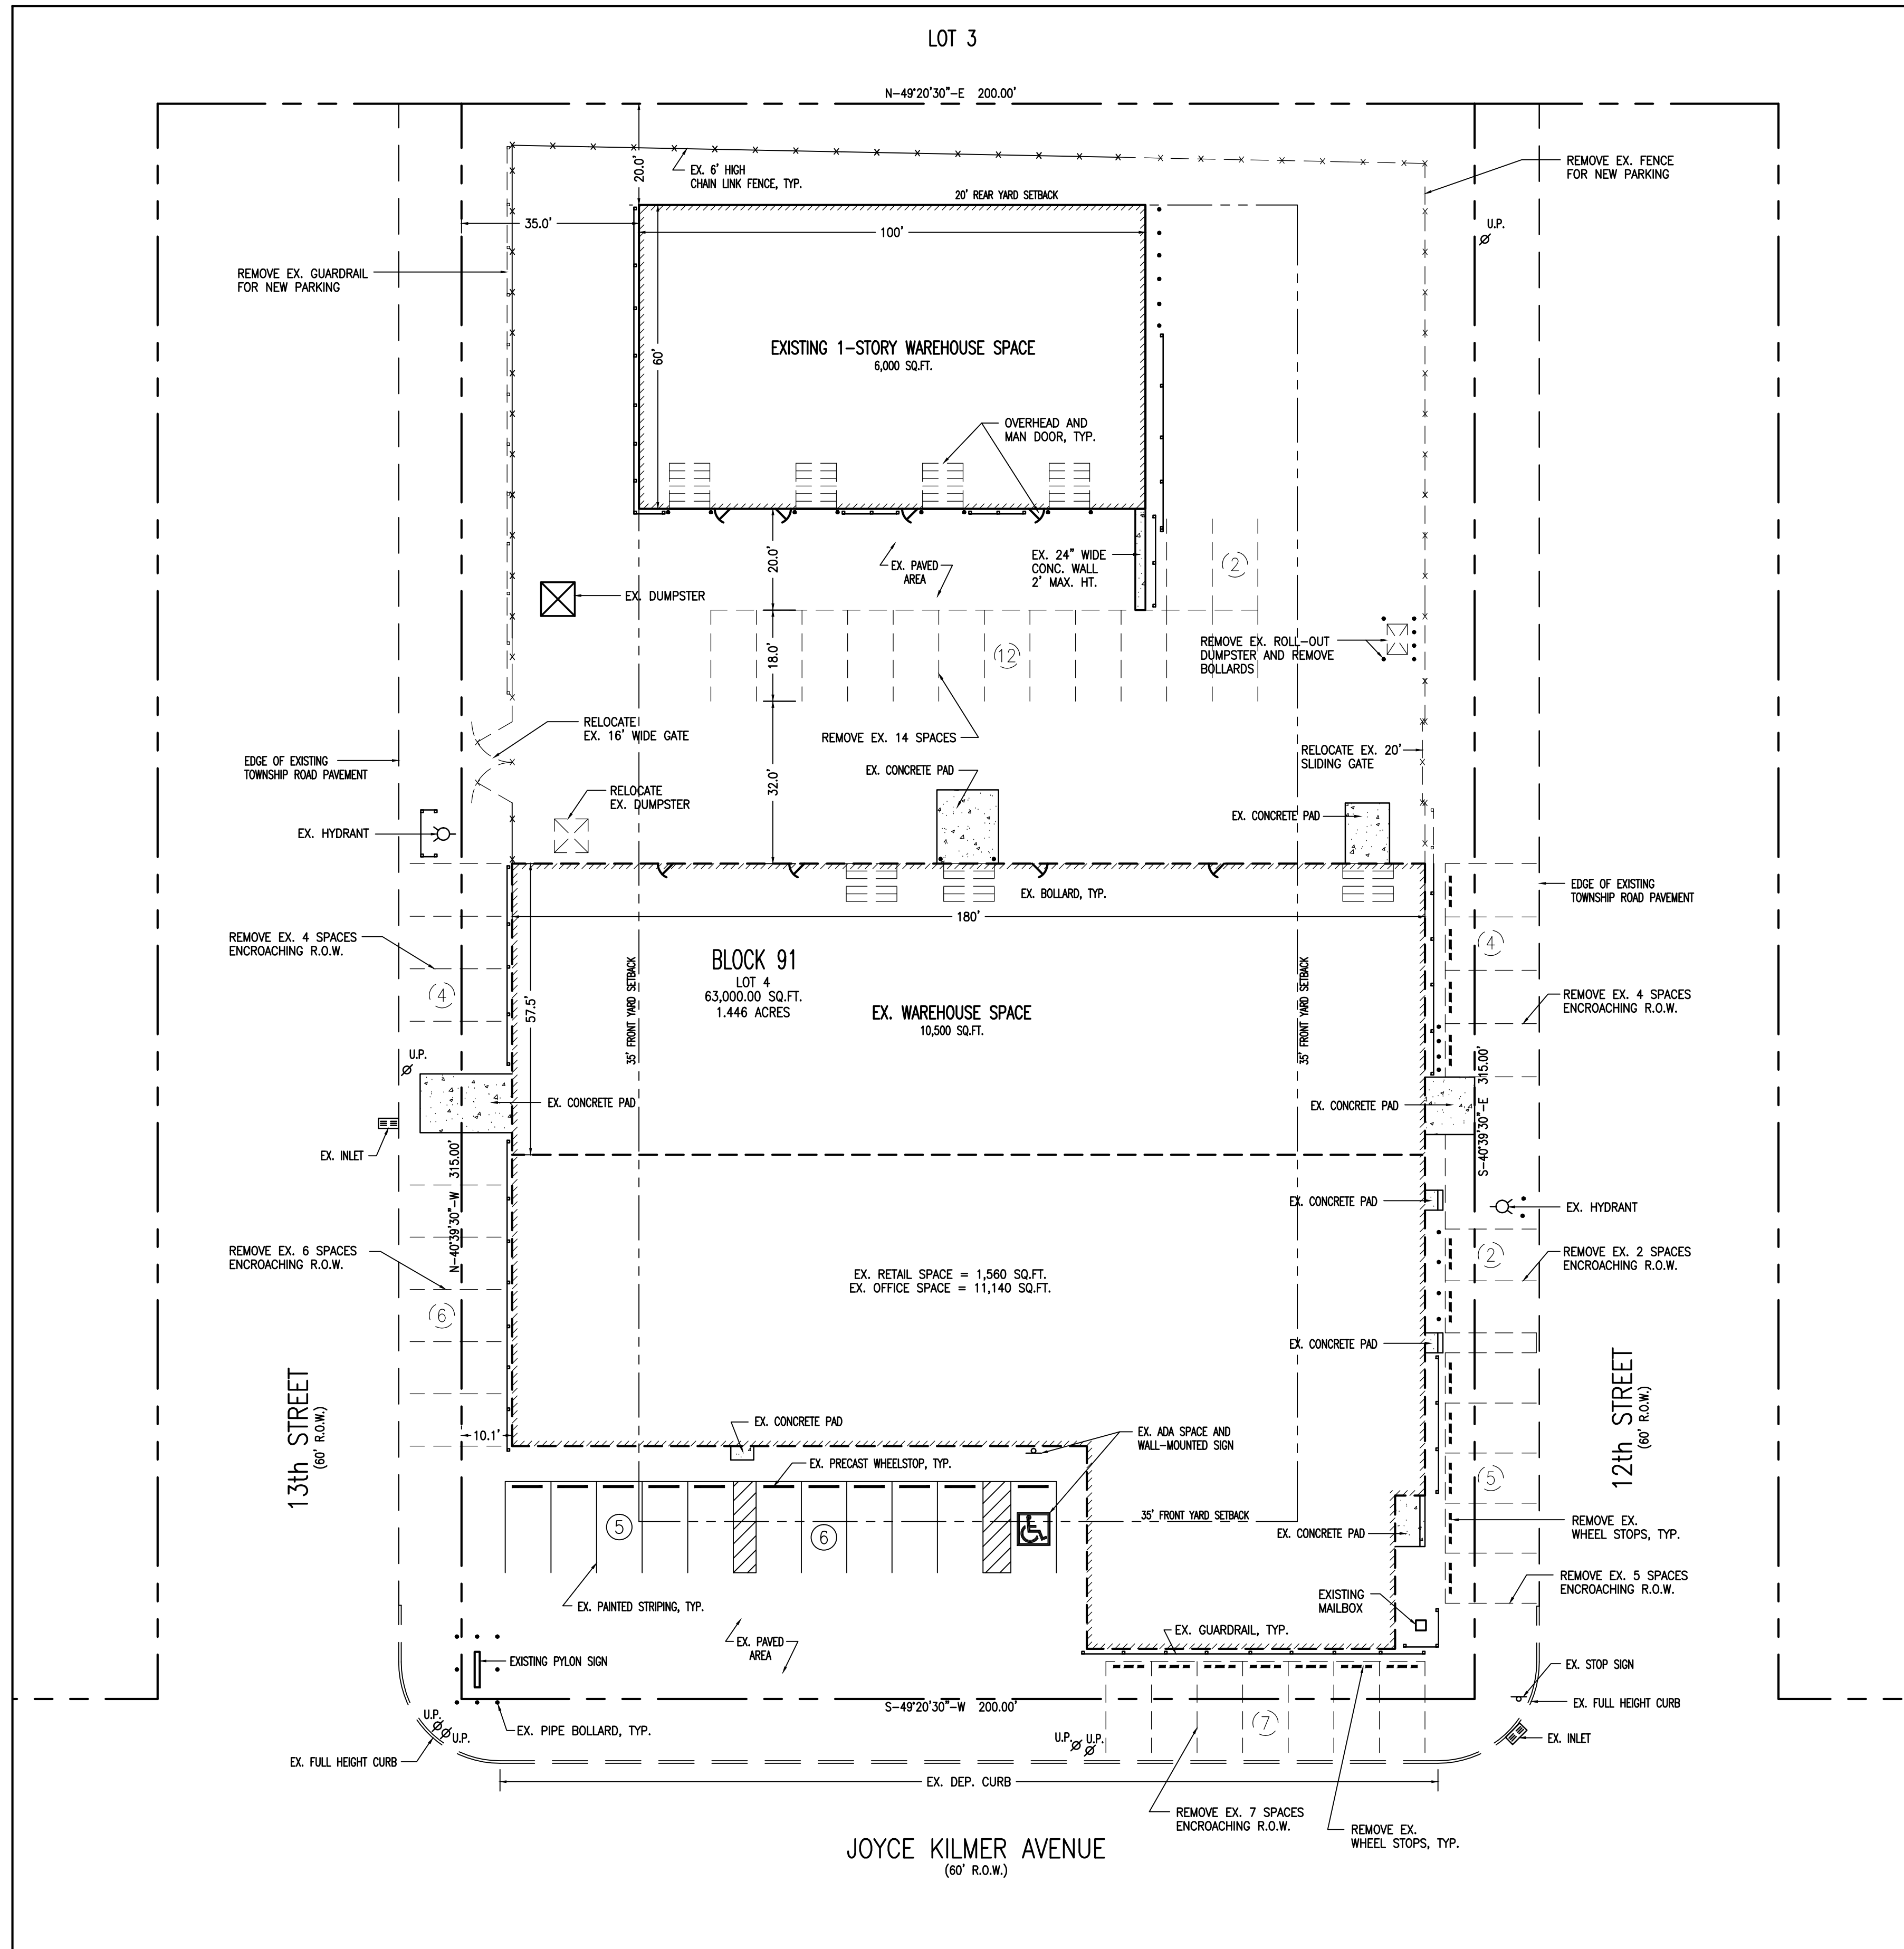 LOT 3
N-49°20'30"-E 200.00'
REMOVE EX. FENCE
FOR NEW PARKING
20.0'
EX. 6' HIGH
CHAIN LINK FENCE, TYP.
20' REAR YARD SETBACK
U.P.
35.0'
100'
REMOVE EX. GUARDRAIL
FOR NEW PARKING
60'
EXISTING 1-STORY WAREHOUSE SPACE
6,000 SQ.FT.
OVERHEAD AND
MAN DOOR, TYP.
20.0'
EX. PAVED
AREA
EX. 24" WIDE
CONC. WALL
2' MAX. HT.
2
EX. DUMPSTER
18.0'
12
REMOVE EX. ROLL-OUT
DUMPSTER AND REMOVE
BOLLARDS
RELOCATE
EX. 16' WIDE GATE
REMOVE EX. 14 SPACES
RELOCATE EX. 20'
SLIDING GATE
EDGE OF EXISTING
TOWNSHIP ROAD PAVEMENT
32.0'
EX. CONCRETE PAD
RELOCATE
EX. DUMPSTER
EX. CONCRETE PAD
EX. HYDRANT
EX. BOLLARD, TYP.
EDGE OF EXISTING
TOWNSHIP ROAD PAVEMENT
180'
REMOVE EX. 4 SPACES
ENCROACHING R.O.W.
4
57.5'
35' FRONT YARD SETBACK
BLOCK 91
LOT 4
63,000.00 SQ.FT.
1.446 ACRES
EX. WAREHOUSE SPACE
10,500 SQ.FT.
35' FRONT YARD SETBACK
4
REMOVE EX. 4 SPACES
ENCROACHING R.O.W.
U.P.
EX. CONCRETE PAD
EX. CONCRETE PAD
S-40°39'30"-E 315.00'
EX. INLET
N-40°39'30"-W 315.00'
EX. CONCRETE PAD
EX. HYDRANT
REMOVE EX. 6 SPACES
ENCROACHING R.O.W.
6
EX. RETAIL SPACE = 1,560 SQ.FT.
EX. OFFICE SPACE = 11,140 SQ.FT.
2
REMOVE EX. 2 SPACES
ENCROACHING R.O.W.
EX. CONCRETE PAD
13th STREET
(60' R.O.W.)
12th STREET
(60' R.O.W.)
10.1'
EX. CONCRETE PAD
EX. ADA SPACE AND
WALL-MOUNTED SIGN
EX. PRECAST WHEELSTOP, TYP.
5
5
6
35' FRONT YARD SETBACK
EX. CONCRETE PAD
REMOVE EX.
WHEEL STOPS, TYP.
REMOVE EX. 5 SPACES
ENCROACHING R.O.W.
EX. PAINTED STRIPING, TYP.
EXISTING
MAILBOX
EX. PAVED
AREA
EX. GUARDRAIL, TYP.
EXISTING PYLON SIGN
EX. STOP SIGN
S-49°20'30"-W 200.00'
EX. FULL HEIGHT CURB
U.P.
U.P.
EX. PIPE BOLLARD, TYP.
7
U.P.
U.P.
EX. INLET
EX. FULL HEIGHT CURB
EX. DEP. CURB
REMOVE EX. 7 SPACES
ENCROACHING R.O.W.
REMOVE EX.
WHEEL STOPS, TYP.
JOYCE KILMER AVENUE
(60' R.O.W.)